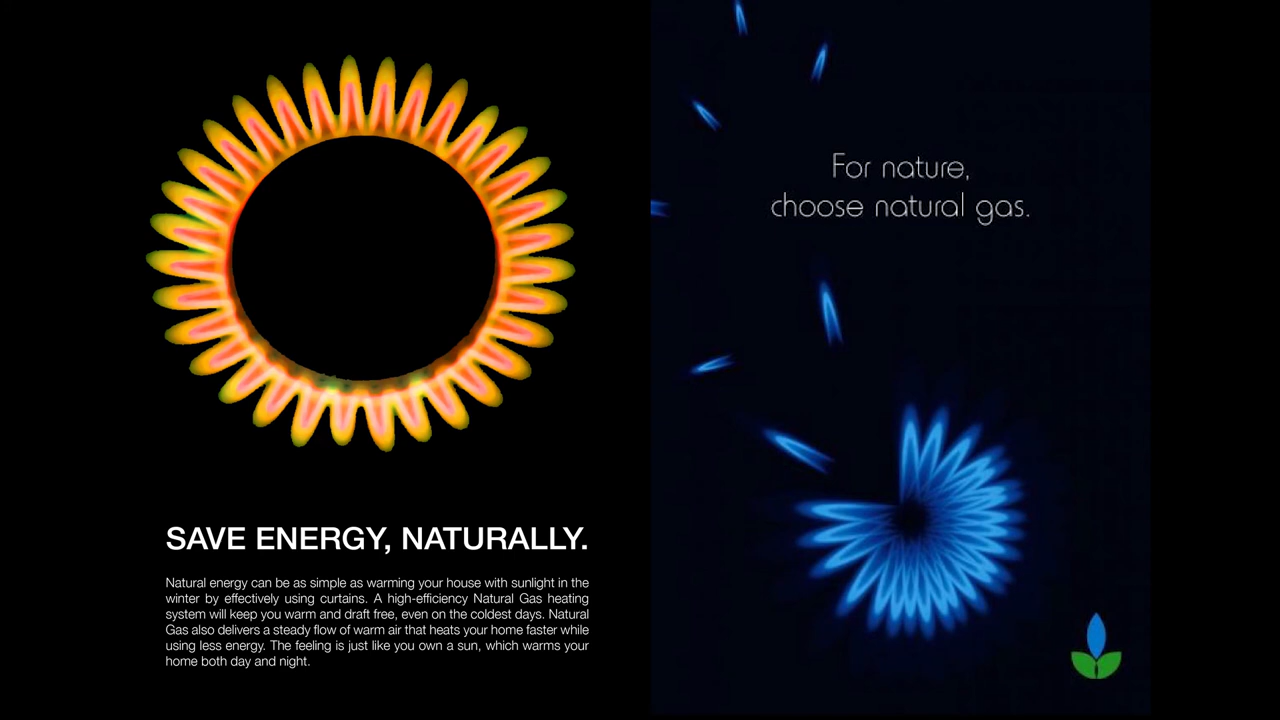 SAVE ENERGY, NATURALLY.
Natural energy can be as simple as warming your house with sunlight in the
winter by effectively using curtains. A high-efficiency Natural Gas heating
system will keep you warm and draft free, even on the coldest days. Natural
Gas also delivers a steady flow of warm air that heats your home faster while
using less energy. The feeling is just like you own a sun, which warms your
home both day and night.
For nature,
choose natural gas.